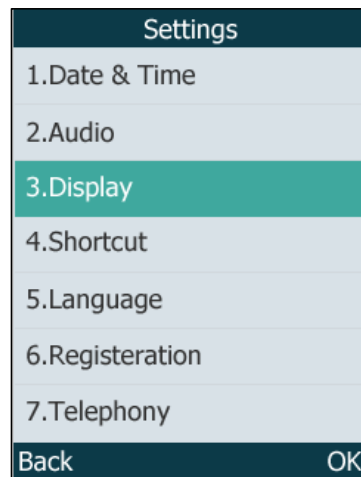 Settings
1.Date & Time
2.Audio
3.Display
4.Shortcut
5.Language
6.Registeration
7.Telephony
Back OK